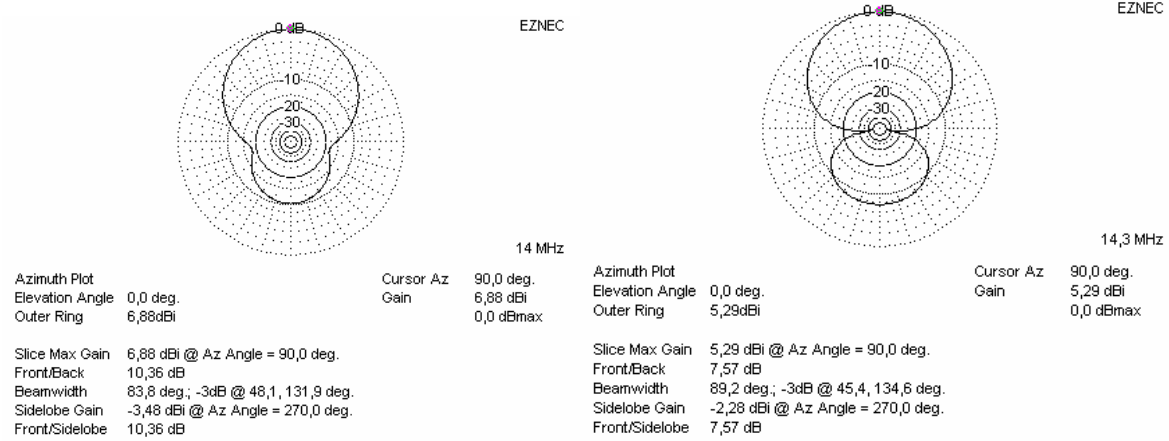 EZNEC
0 dB
-10
-20
-30
14 MHz
Azimuth Plot
Elevation Angle 0,0 deg.
Outer Ring 6,88dBi
Cursor Az 90,0 deg.
Gain 6,88 dBi
0,0 dBmax
Slice Max Gain 6,88 dBi @ Az Angle = 90,0 deg.
Front/Back 10,36 dB
Beamwidth 83,8 deg.; -3dB @ 48,1, 131,9 deg.
Sidelobe Gain -3,48 dBi @ Az Angle = 270,0 deg.
Front/Sidelobe 10,36 dB
EZNEC
0 dB
-10
-20
-30
14,3 MHz
Azimuth Plot
Elevation Angle 0,0 deg.
Outer Ring 5,29dBi
Cursor Az 90,0 deg.
Gain 5,29 dBi
0,0 dBmax
Slice Max Gain 5,29 dBi @ Az Angle = 90,0 deg.
Front/Back 7,57 dB
Beamwidth 89,2 deg.; -3dB @ 45,4, 134,6 deg.
Sidelobe Gain -2,28 dBi @ Az Angle = 270,0 deg.
Front/Sidelobe 7,57 dB